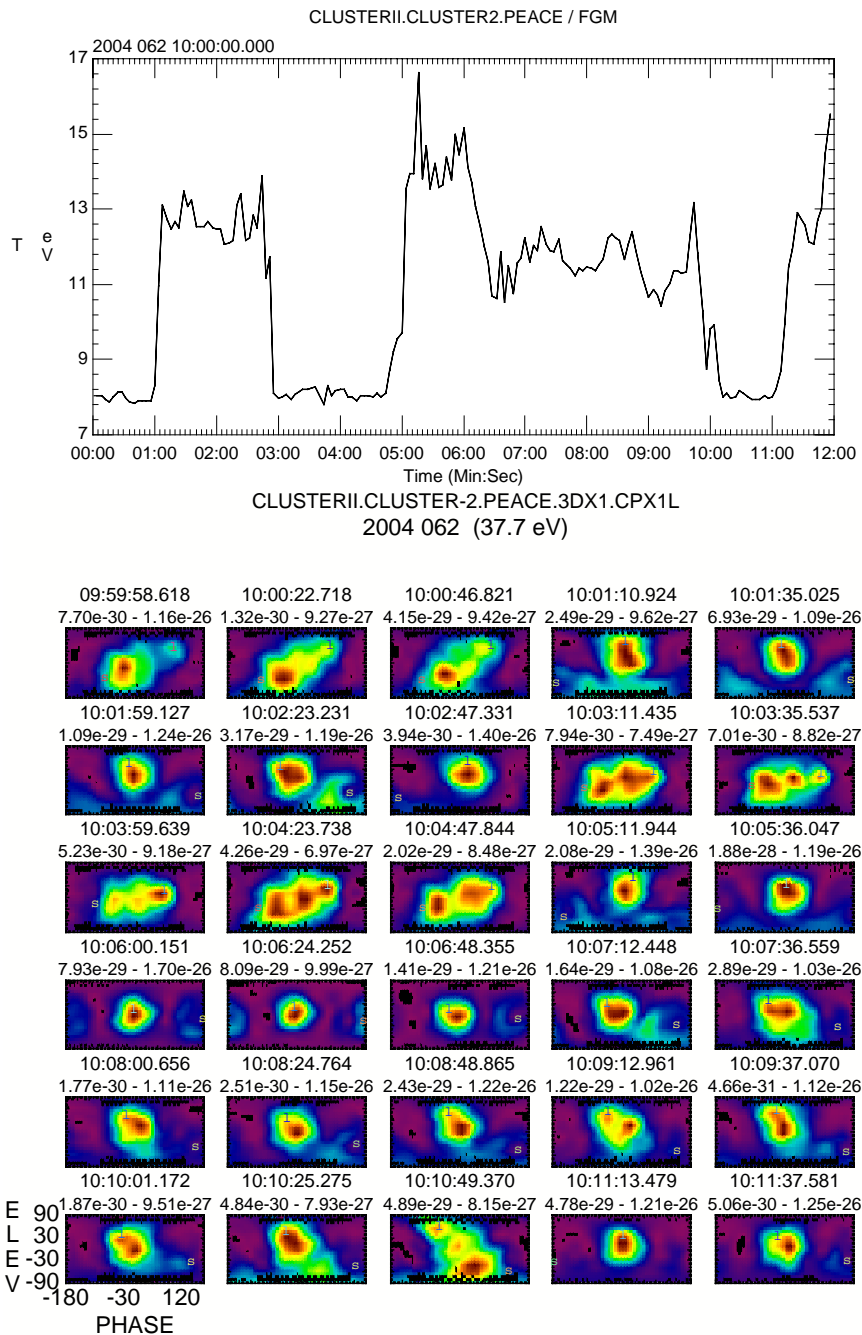 CLUSTERII.CLUSTER2.PEACE / FGM
2004 062 10:00:00.000
17
15
13
11
9
7
T
e
V
00:00 01:00 02:00 03:00 04:00 05:00 06:00 07:00 08:00 09:00 10:00 11:00 12:00
Time (Min:Sec)
CLUSTERII.CLUSTER-2.PEACE.3DX1.CPX1L
2004 062 (37.7 eV)
09:59:58.618 10:00:22.718 10:00:46.821 10:01:10.924 10:01:35.025
7.70e-30 - 1.16e-26 1.32e-30 - 9.27e-27 4.15e-29 - 9.42e-27 2.49e-29 - 9.62e-27 6.93e-29 - 1.09e-26
S S
10:01:59.127 10:02:23.231 10:02:47.331 10:03:11.435 10:03:35.537
1.09e-29 - 1.24e-26 3.17e-29 - 1.19e-26 3.94e-30 - 1.40e-26 7.94e-30 - 7.49e-27 7.01e-30 - 8.82e-27
S S S
10:03:59.639 10:04:23.738 10:04:47.844 10:05:11.944 10:05:36.047
5.23e-30 - 9.18e-27 4.26e-29 - 6.97e-27 2.02e-29 - 8.48e-27 2.08e-29 - 1.39e-26 1.88e-28 - 1.19e-26
S S S
10:06:00.151 10:06:24.252 10:06:48.355 10:07:12.448 10:07:36.559
7.93e-29 - 1.70e-26 8.09e-29 - 9.99e-27 1.41e-29 - 1.21e-26 1.64e-29 - 1.08e-26 2.89e-29 - 1.03e-26
S S S S S
10:08:00.656 10:08:24.764 10:08:48.865 10:09:12.961 10:09:37.070
1.77e-30 - 1.11e-26 2.51e-30 - 1.15e-26 2.43e-29 - 1.22e-26 1.22e-29 - 1.02e-26 4.66e-31 - 1.12e-26
S S S S S
10:10:01.172 10:10:25.275 10:10:49.370 10:11:13.479 10:11:37.581
1.87e-30 - 9.51e-27 4.84e-30 - 7.93e-27 4.89e-29 - 8.15e-27 4.78e-29 - 1.21e-26 5.06e-30 - 1.25e-26
S S S S
E
L
E
V
90
30
-30
-90
-180 -30 120
PHASE